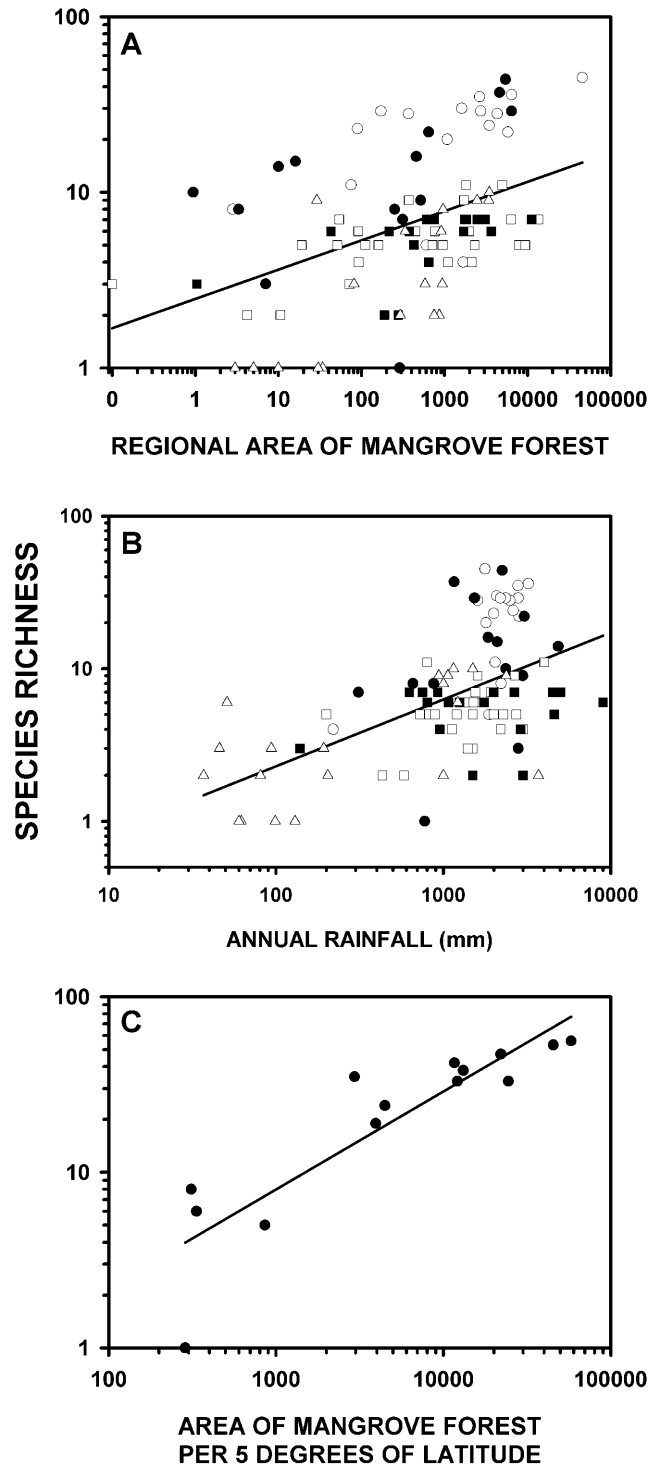 100
A
10
1
0 1 10 100 1000 10000 100000
REGIONAL AREA OF MANGROVE FOREST
SPECIES RICHNESS
100
B
10
1
10 100 1000 10000
ANNUAL RAINFALL (mm)
100
C
10
1
100 1000 10000 100000
AREA OF MANGROVE FOREST
PER 5 DEGREES OF LATITUDE